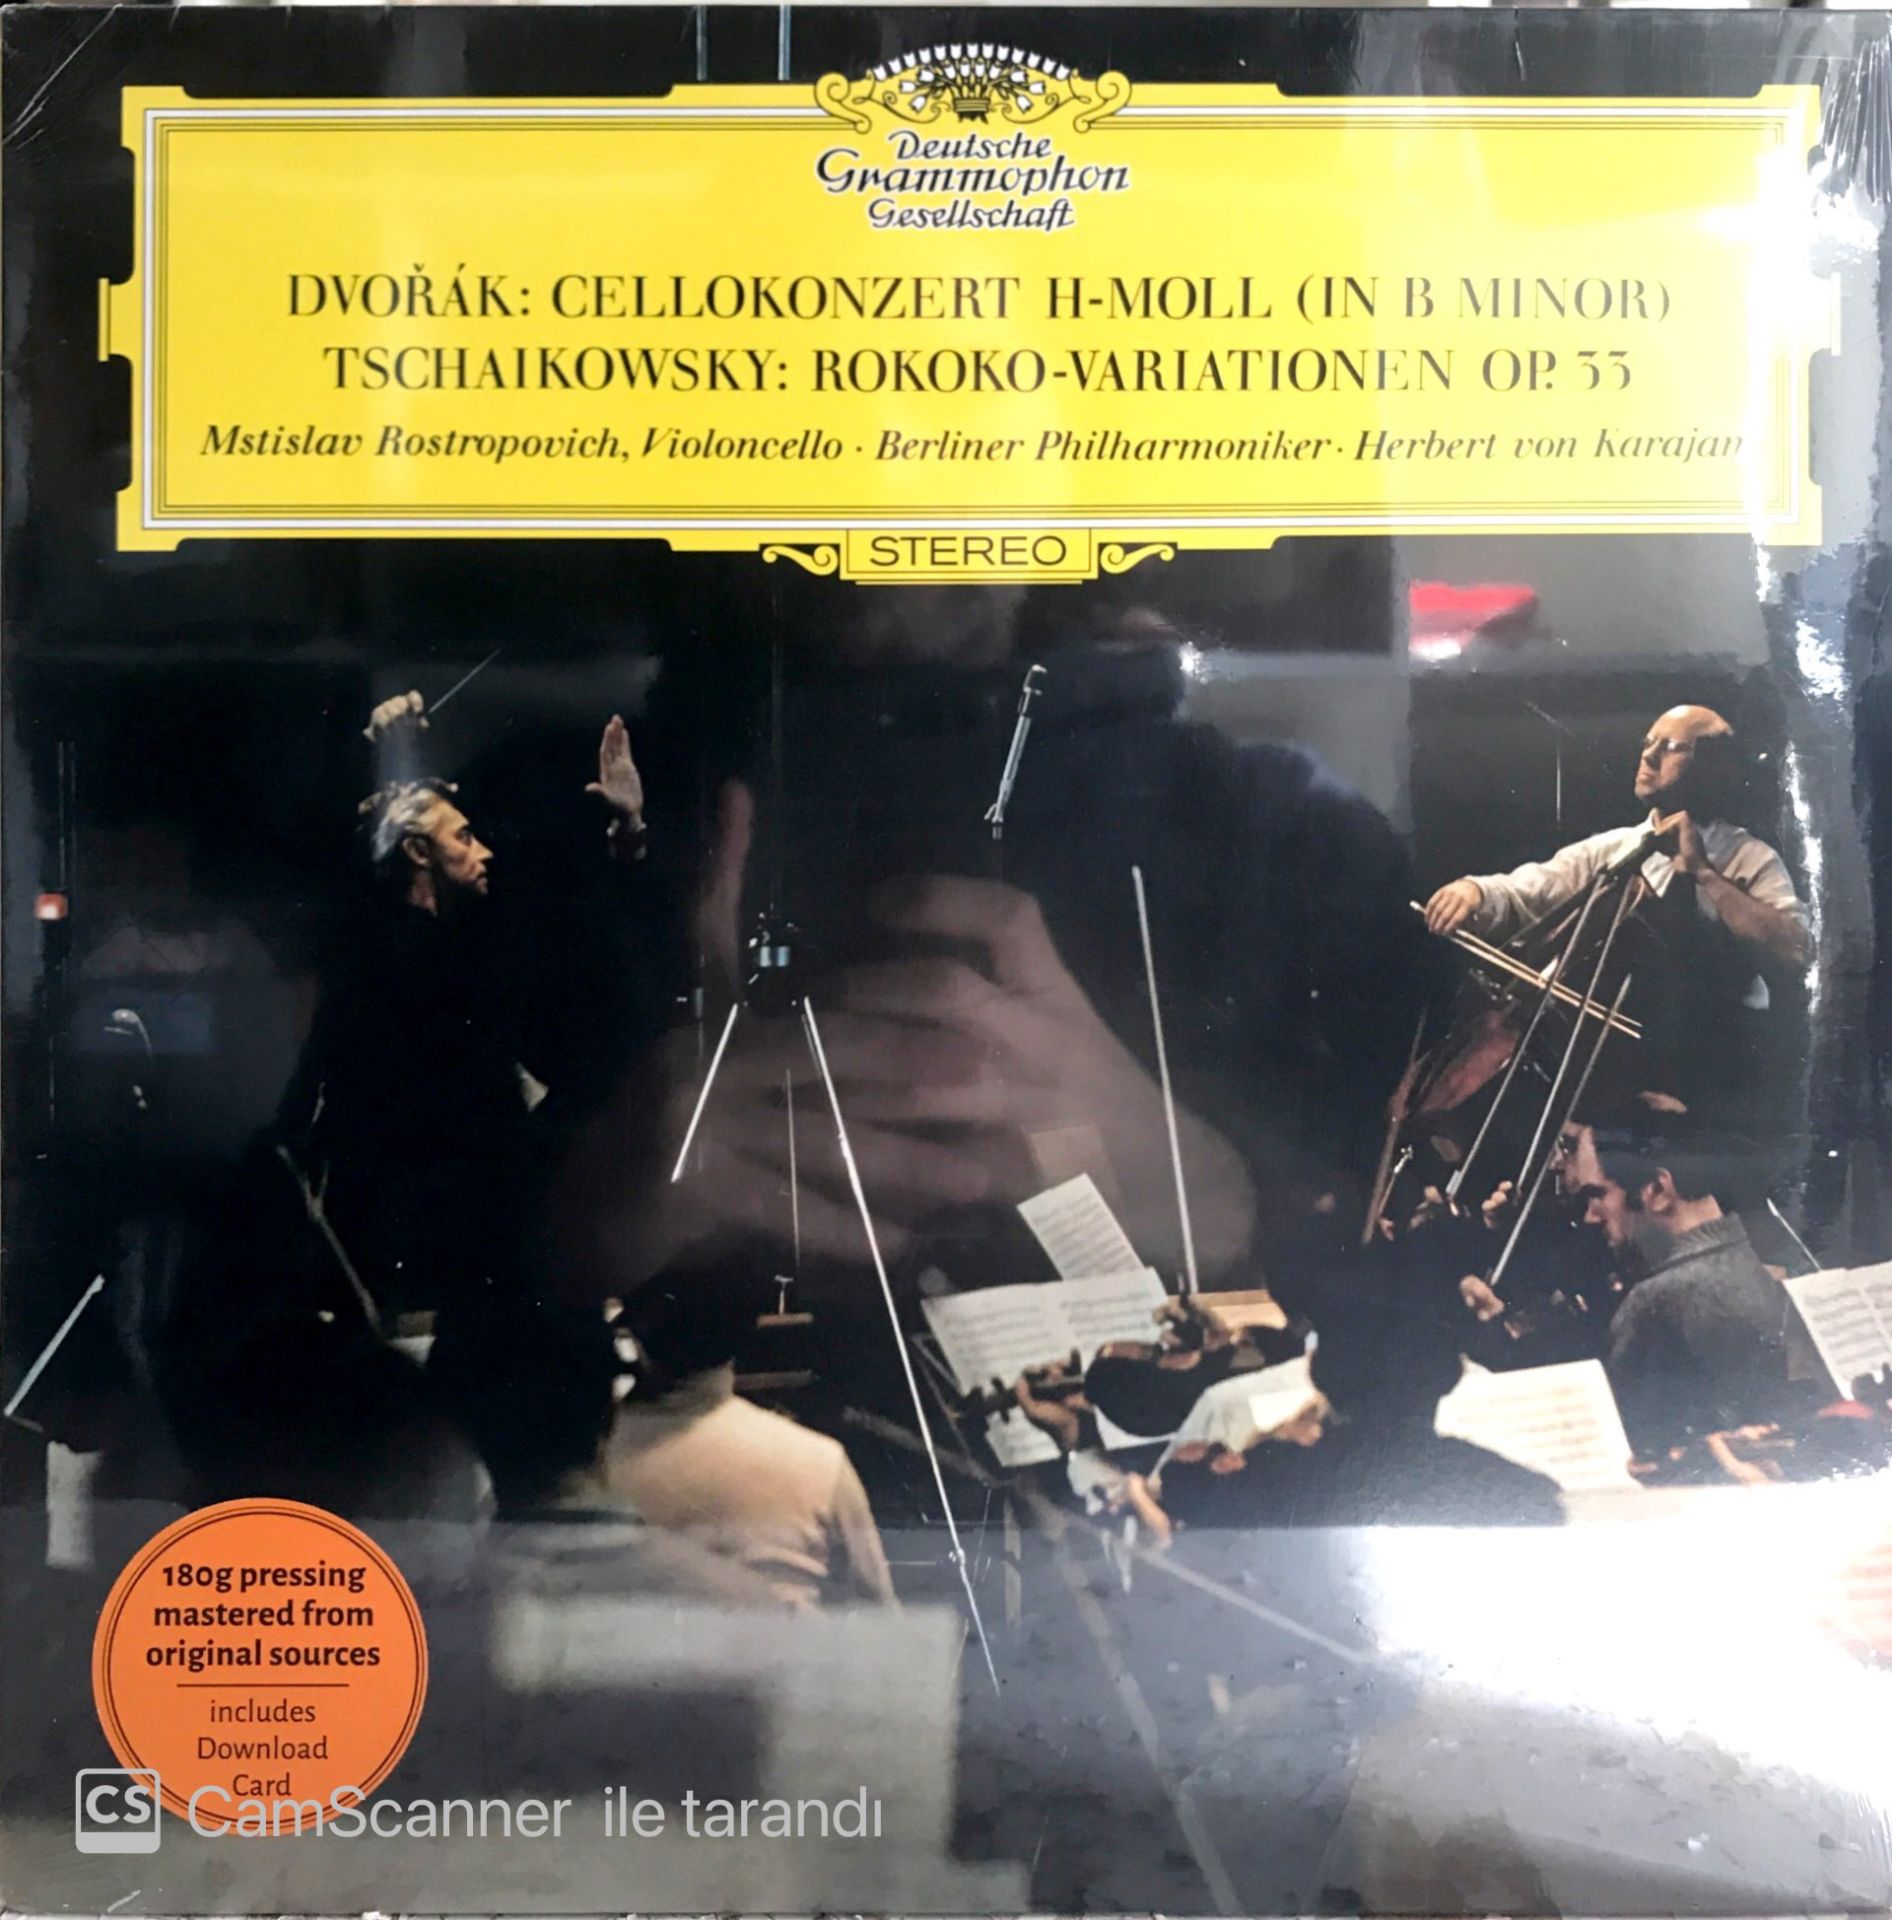 Deutsche
Grammophon
Gesellschaft
DVOŘÁK: CELLOKONZERT H-MOLL (IN B MINOR)
TSCHAIKOWSKY: ROKOKO-VARIATIONEN OP. 33
Mstislav Rostropovich, Violoncello · Berliner Philharmoniker · Herbert von Karajan
STEREO
180g pressing
mastered from
original sources
includes
Download
Card
CS CamScanner ile tarandı